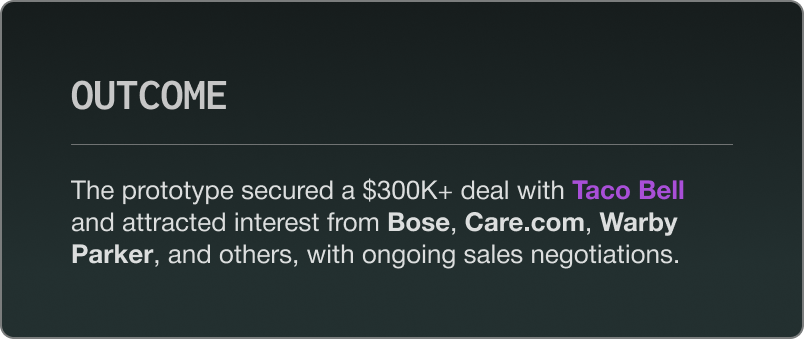 OUTCOME
The prototype secured a $300K+ deal with Taco Bell
and attracted interest from Bose, Care.com, Warby
Parker, and others, with ongoing sales negotiations.